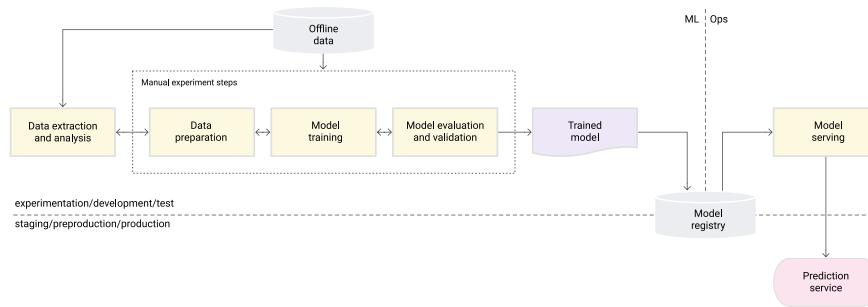 Offline
data
ML
Ops
Manual experiment steps
Data extraction
and analysis
Data
preparation
Model
training
Model evaluation
and validation
Trained
model
Model
serving
experimentation/development/test
staging/preproduction/production
Model
registry
Prediction
service